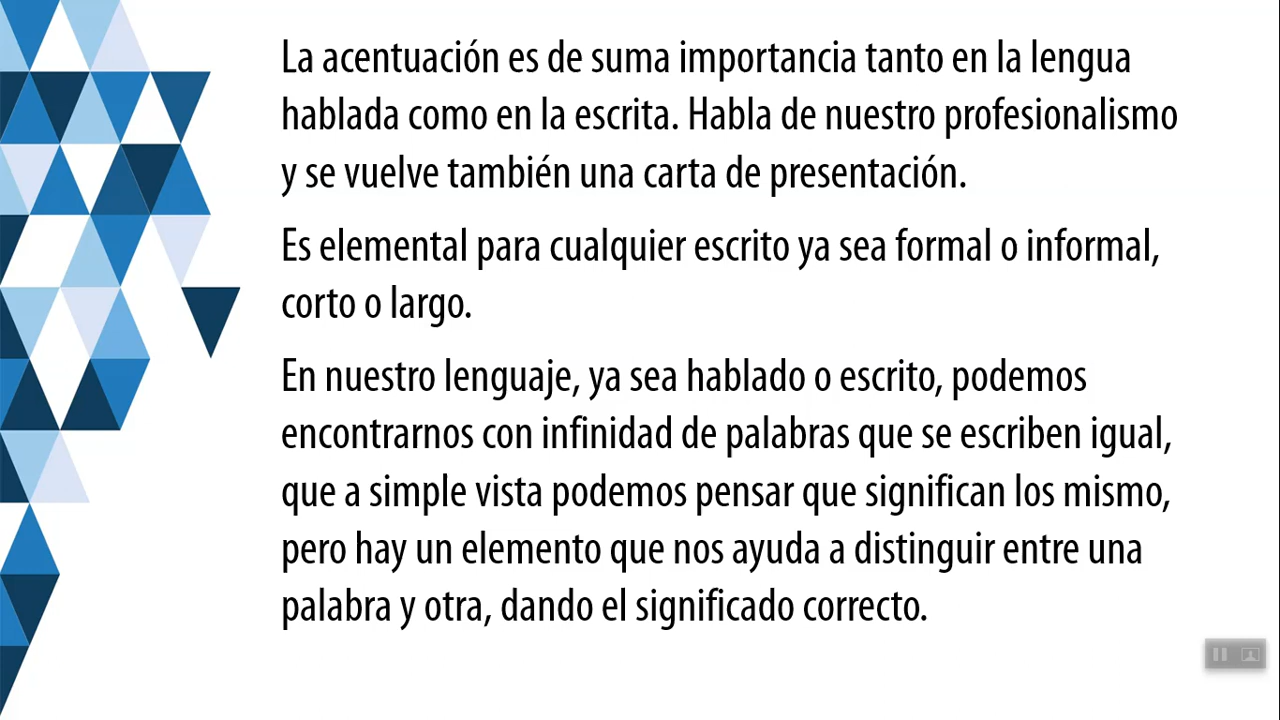 La acentuación es de suma importancia tanto en la lengua
hablada como en la escrita. Habla de nuestro profesionalismo
y se vuelve también una carta de presentación.
Es elemental para cualquier escrito ya sea formal o informal,
corto o largo.
En nuestro lenguaje, ya sea hablado o escrito, podemos
encontrarnos con infinidad de palabras que se escriben igual,
que a simple vista podemos pensar que significan los mismo,
pero hay un elemento que nos ayuda a distinguir entre una
palabra y otra, dando el significado correcto.